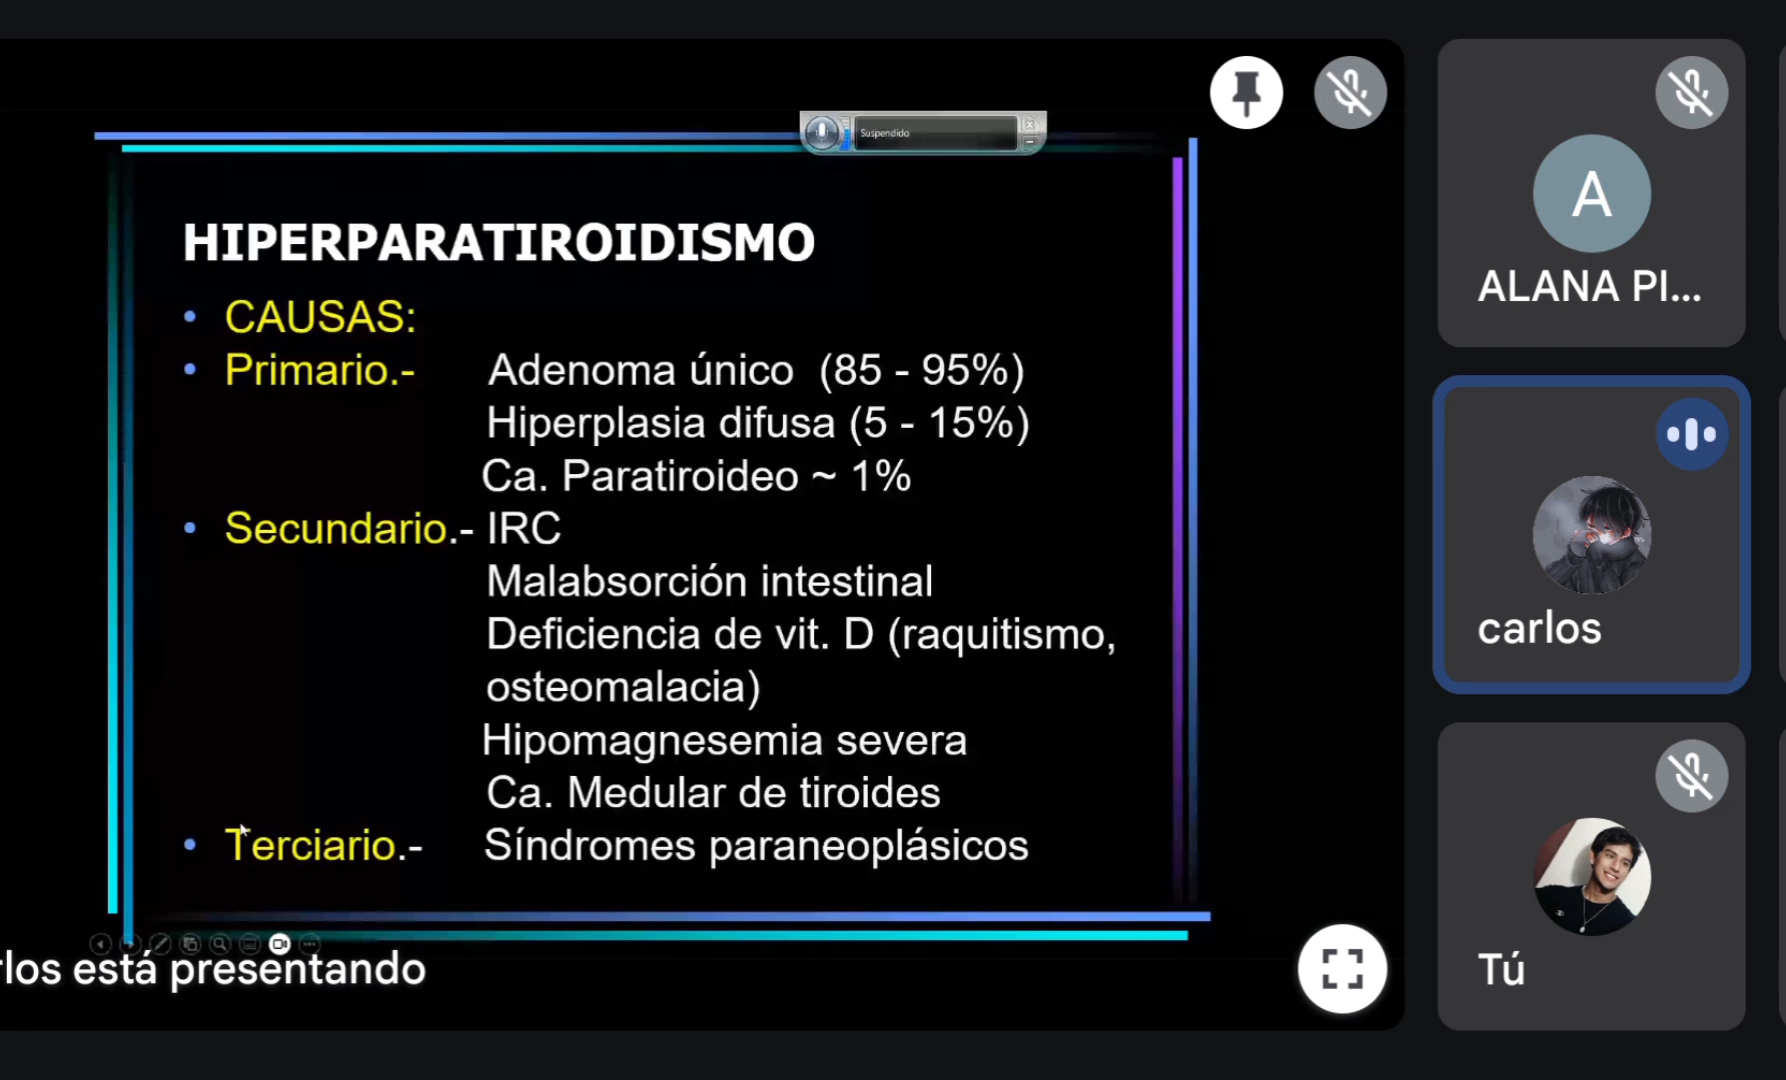 Suspendido
HIPERPARATIROIDISMO
• CAUSAS:
• Primario.- Adenoma único (85 - 95%)
Hiperplasia difusa (5 - 15%)
Ca. Paratiroideo ~ 1%
• Secundario.- IRC
Malabsorción intestinal
Deficiencia de vit. D (raquitismo,
osteomalacia)
Hipomagnesemia severa
Ca. Medular de tiroides
• Terciario.- Síndromes paraneoplásicos
rlos está presentando
A
ALANA PI...
carlos
Tú